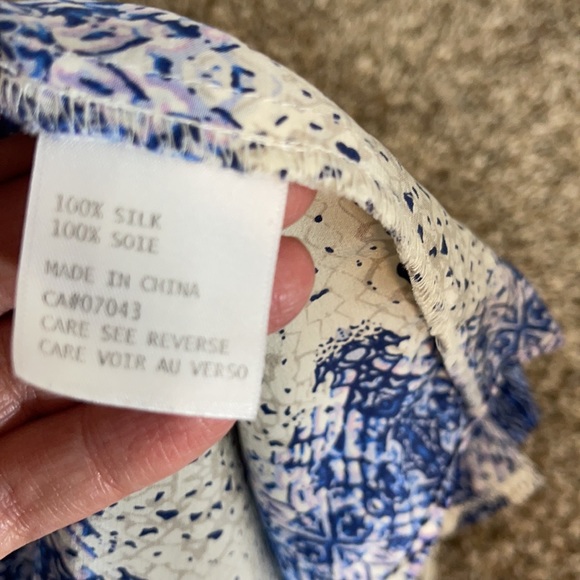 100% SILK
100% SOIE
MADE IN CHINA
CA#07043
CARE SEE REVERSE
CARE VOIR AU VERSO